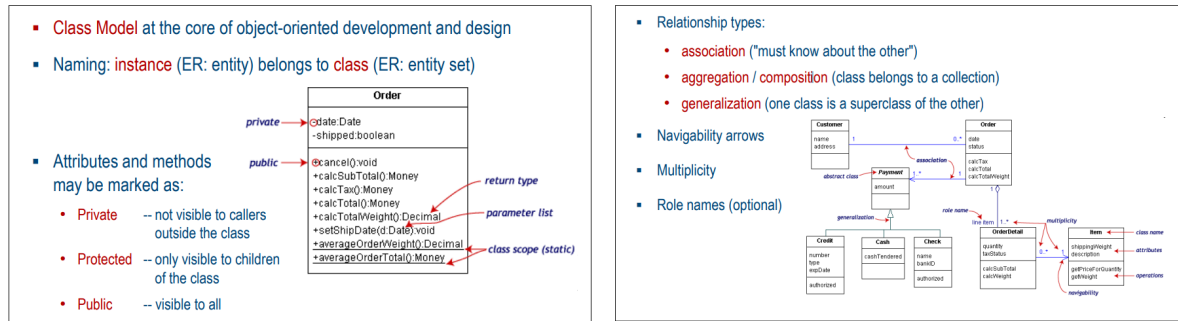 ▪ Class Model at the core of object-oriented development and design
▪ Naming: instance (ER: entity) belongs to class (ER: entity set)
▪ Attributes and methods
may be marked as:
• Private -- not visible to callers
outside the class
• Protected -- only visible to children
of the class
• Public -- visible to all
Order
private
date:Date
-shipped:boolean
public
+cancel():void
+calcSubTotal():Money
+calcTax():Money
+calcTotal():Money
+calcTotalWeight():Decimal
+setShipDate(d:Date):void
+averageOrderWeight():Decimal
+averageOrderTotal():Money
return type
parameter list
class scope (static)
▪ Relationship types:
• association ("must know about the other")
• aggregation / composition (class belongs to a collection)
• generalization (one class is a superclass of the other)
▪ Navigability arrows
▪ Multiplicity
▪ Role names (optional)
Customer
name
address
1
0..*
Order
date
status
calcTax
calcTotal
calcTotalWeight
association
abstract class
Payment
amount
1..*
1
generalization
Credit
number
type
expDate
authorized
Cash
cashTendered
Check
name
bankID
authorized
1
role name
line item
1..*
multiplicity
OrderDetail
quantity
taxStatus
calcSubTotal
calcWeight
0..*
1
navigability
Item
shippingWeight
description
getPriceForQuantity
getWeight
class name
attributes
operations